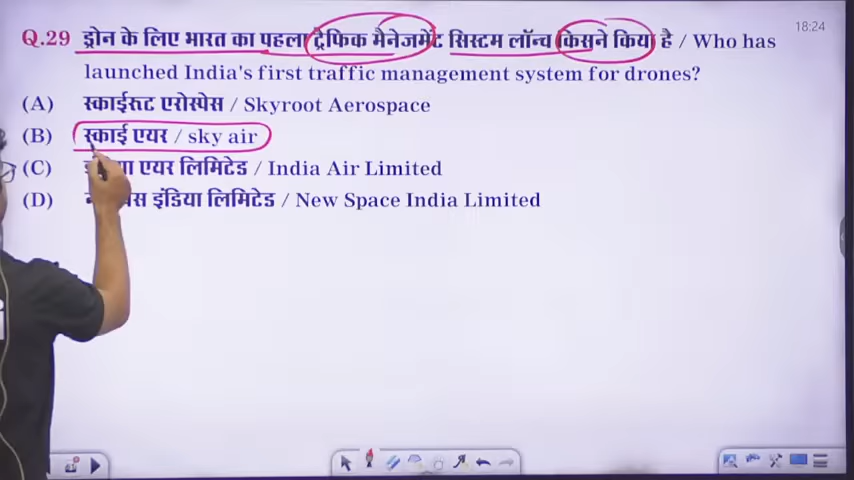 18:24
Q.29 ड्रोन के लिए भारत का पहला ट्रैफिक मैनेजमेंट सिस्टम लॉन्च किसने किया है / Who has
launched India's first traffic management system for drones?
(A) स्काईरूट एरोस्पेस / Skyroot Aerospace
(B) स्काई एयर / sky air
(C) एयर लिमिटेड / India Air Limited
(D) इंडिया लिमिटेड / New Space India Limited